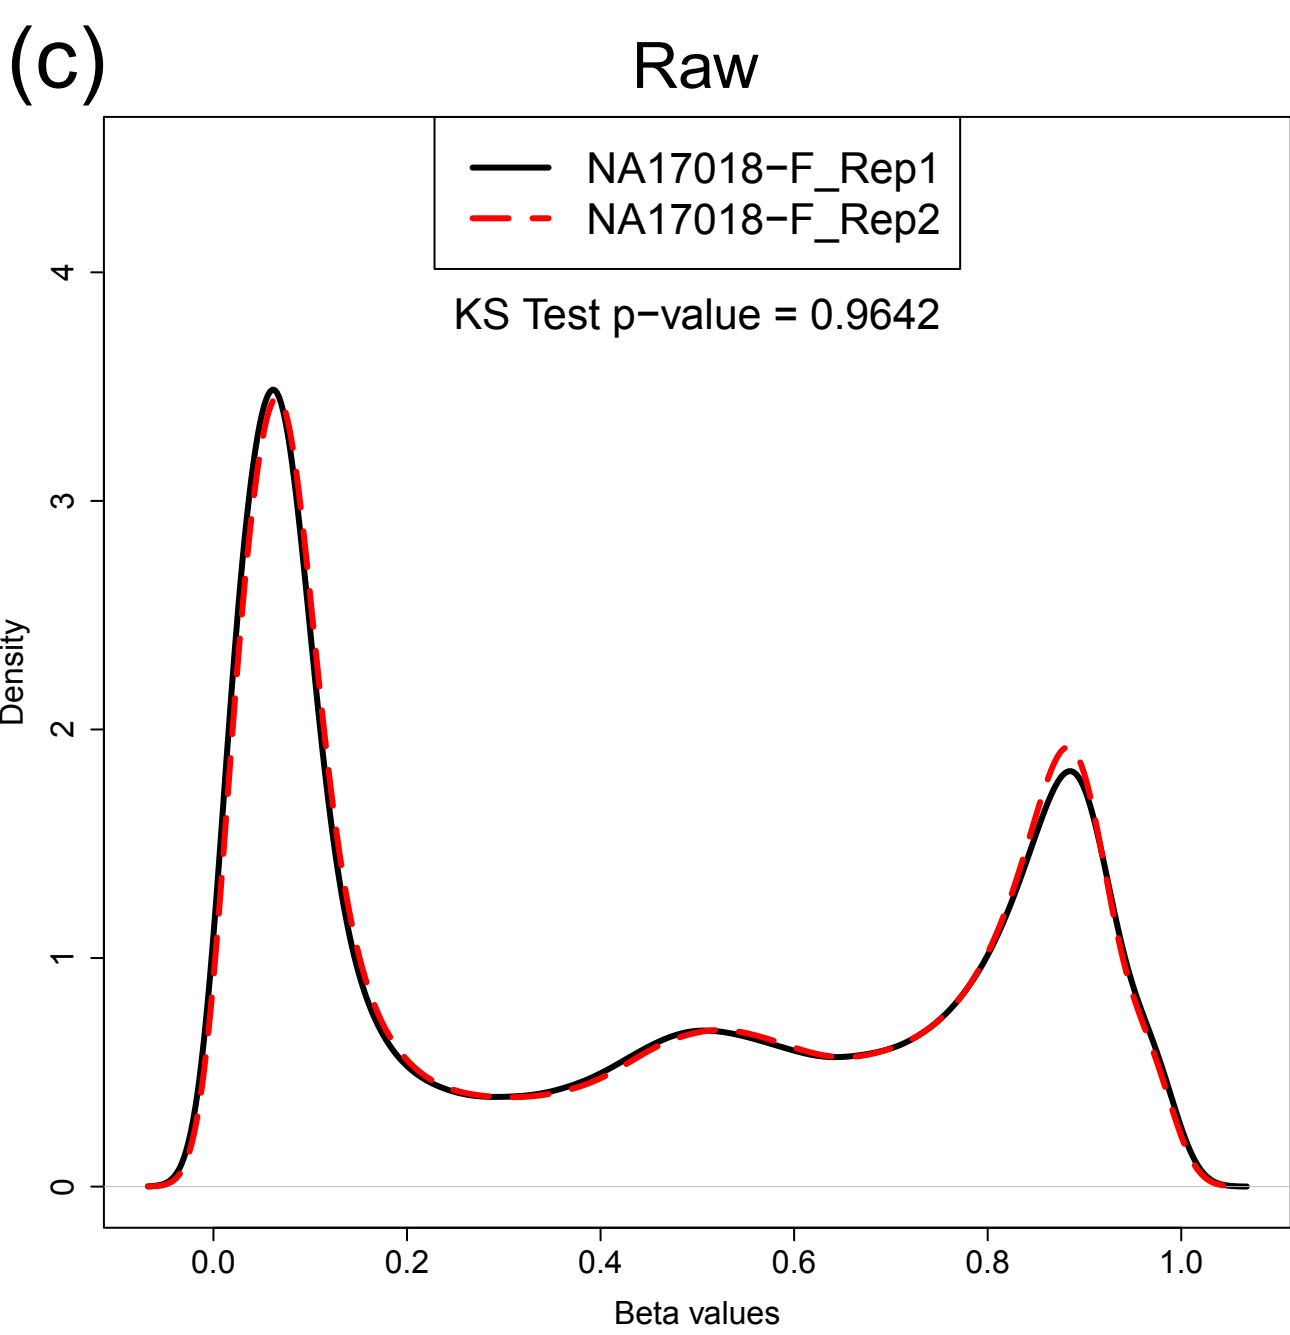 (c)
Raw
NA17018−F_Rep1
NA17018−F_Rep2
KS Test p−value = 0.9642
4
3
2
1
0
Density
0.0 0.2 0.4 0.6 0.8 1.0
Beta values